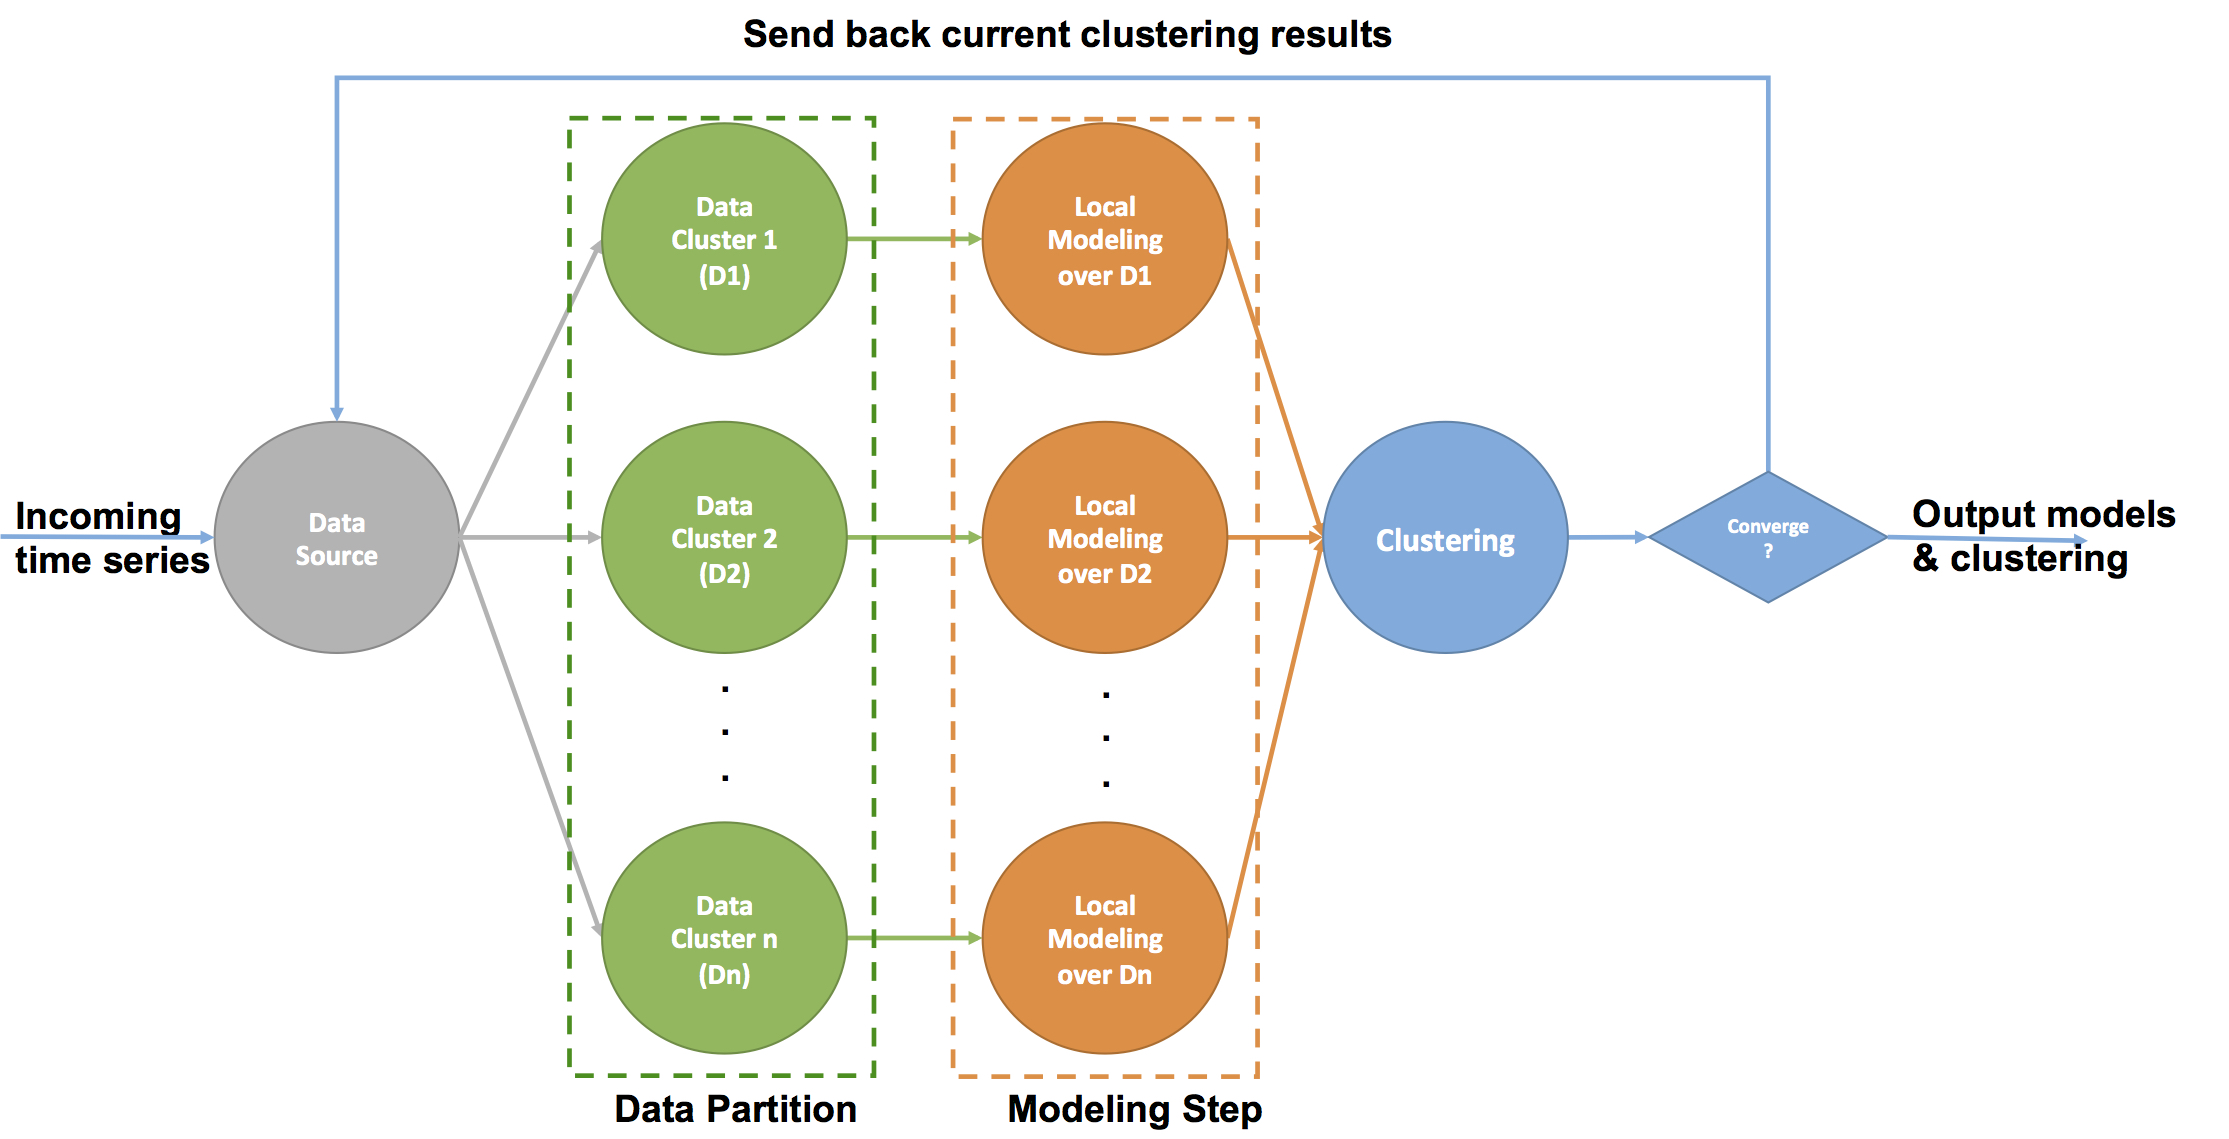 Send back current clustering results
Incoming
time series
Data
Source
Data
Cluster 1
(D1)
Data
Cluster 2
(D2)
.
.
.
Data
Cluster n
(Dn)
Data Partition
Local
Modeling
over D1
Local
Modeling
over D2
.
.
.
Local
Modeling
over Dn
Modeling Step
Clustering
Converge
?
Output models
& clustering